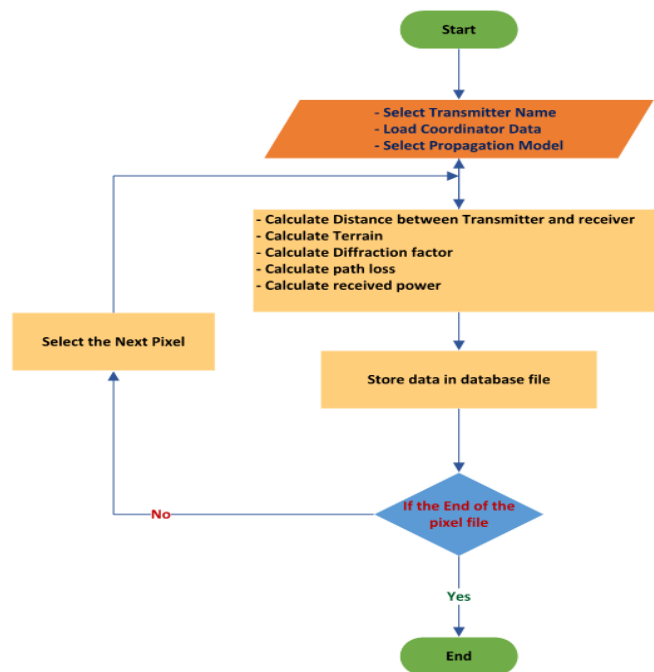 Start
- Select Transmitter Name
- Load Coordinator Data
- Select Propagation Model
- Calculate Distance between Transmitter and receiver
- Calculate Terrain
- Calculate Diffraction factor
- Calculate path loss
- Calculate received power
Select the Next Pixel
Store data in database file
If the End of the
pixel file
No
Yes
End